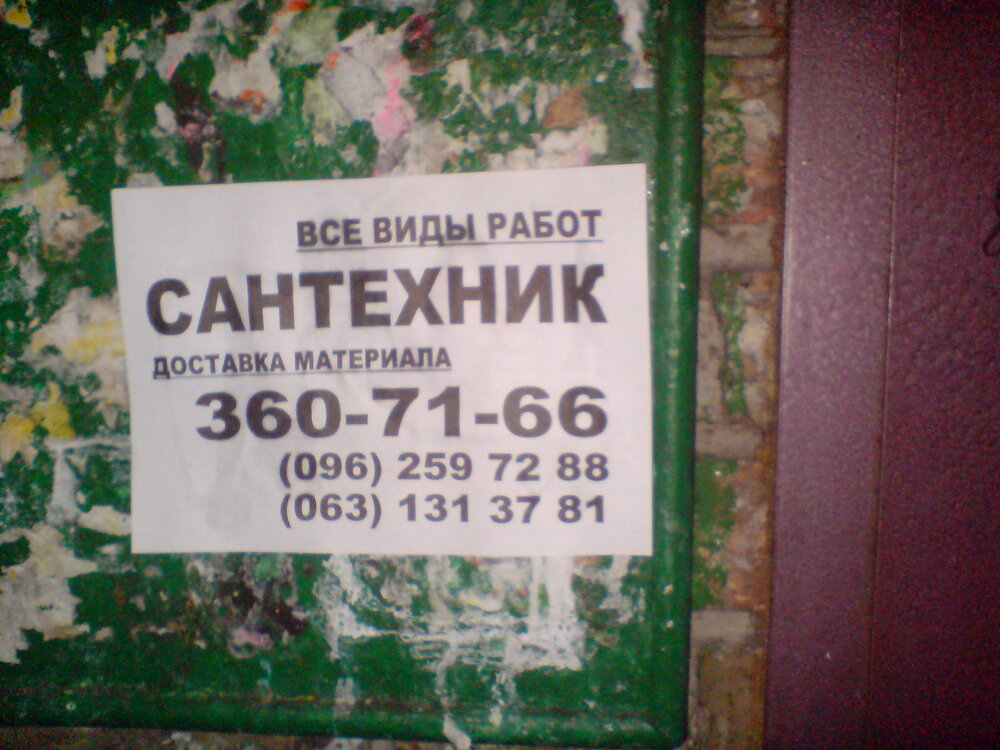 ВСЕ ВИДЫ РАБОТ
САНТЕХНИК
ДОСТАВКА МАТЕРИАЛА
360-71-66
(096) 259 72 88
(063) 131 37 81